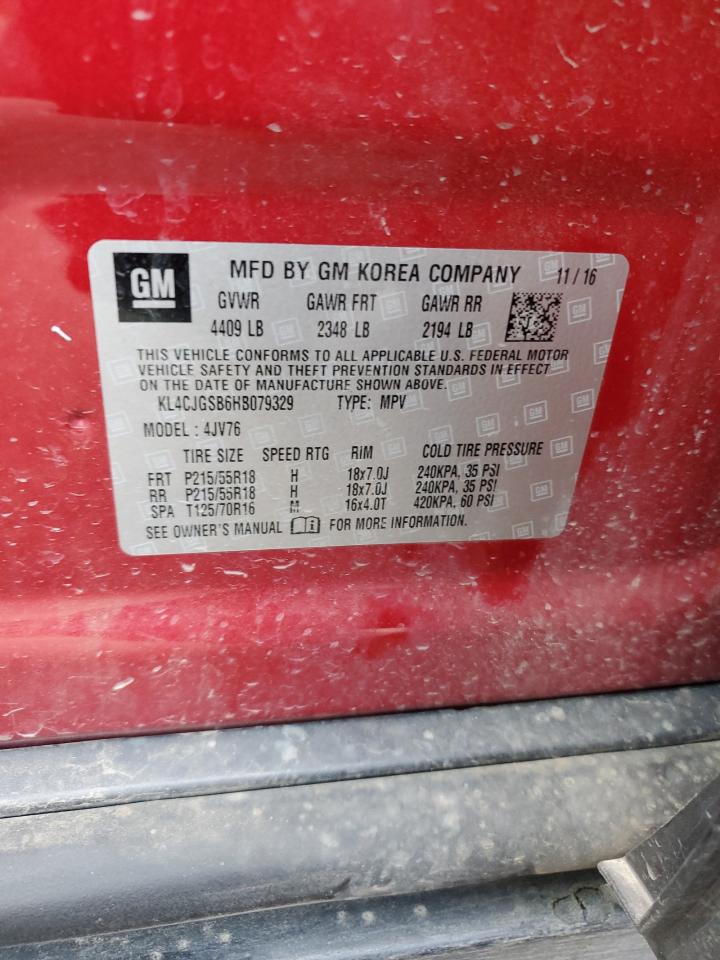 GM MFD BY GM KOREA COMPANY 11 / 16
GVWR GAWR FRT GAWR RR
4409 LB 2348 LB 2194 LB
THIS VEHICLE CONFORMS TO ALL APPLICABLE U.S. FEDERAL MOTOR
VEHICLE SAFETY AND THEFT PREVENTION STANDARDS IN EFFECT
ON THE DATE OF MANUFACTURE SHOWN ABOVE.
KL4CJGSB6HB079329 TYPE: MPV
MODEL : 4JV76
TIRE SIZE SPEED RTG RIM COLD TIRE PRESSURE
FRT P215/55R18 H 18x7.0J 240KPA, 35 PSI
RR P215/55R18 H 18x7.0J 240KPA, 35 PSI
SPA T125/70R16 M 16x4.0T 420KPA, 60 PSI
SEE OWNER'S MANUAL FOR MORE INFORMATION.